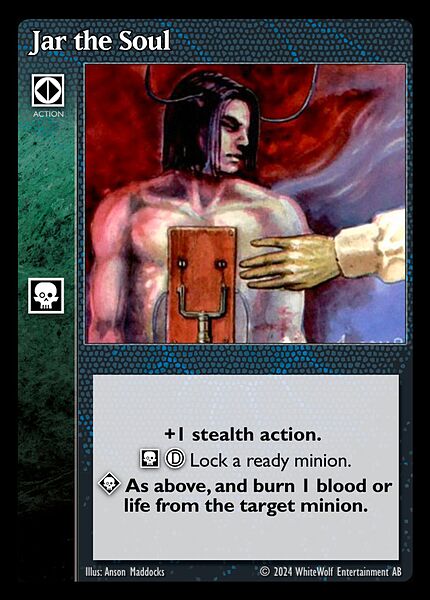 Jar the Soul
ACTION
+1 stealth action.
D Lock a ready minion.
As above, and burn 1 blood or
life from the target minion.
Illus: Anson Maddocks
© 2024 WhiteWolf Entertainment AB